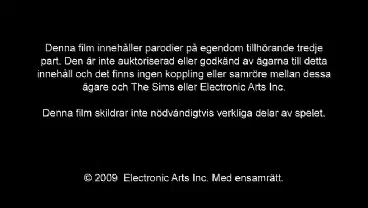 Denna film innehåller parodier på egendom tillhörande tredje
part. Den är inte auktoriserad eller godkänd av ägarna till detta
innehåll och det finns ingen koppling eller samröre mellan dessa
ägare och The Sims eller Electronic Arts Inc.
Denna film skildrar inte nödvändigtvis verkliga delar av spelet.
© 2009 Electronic Arts Inc. Med ensamrätt.